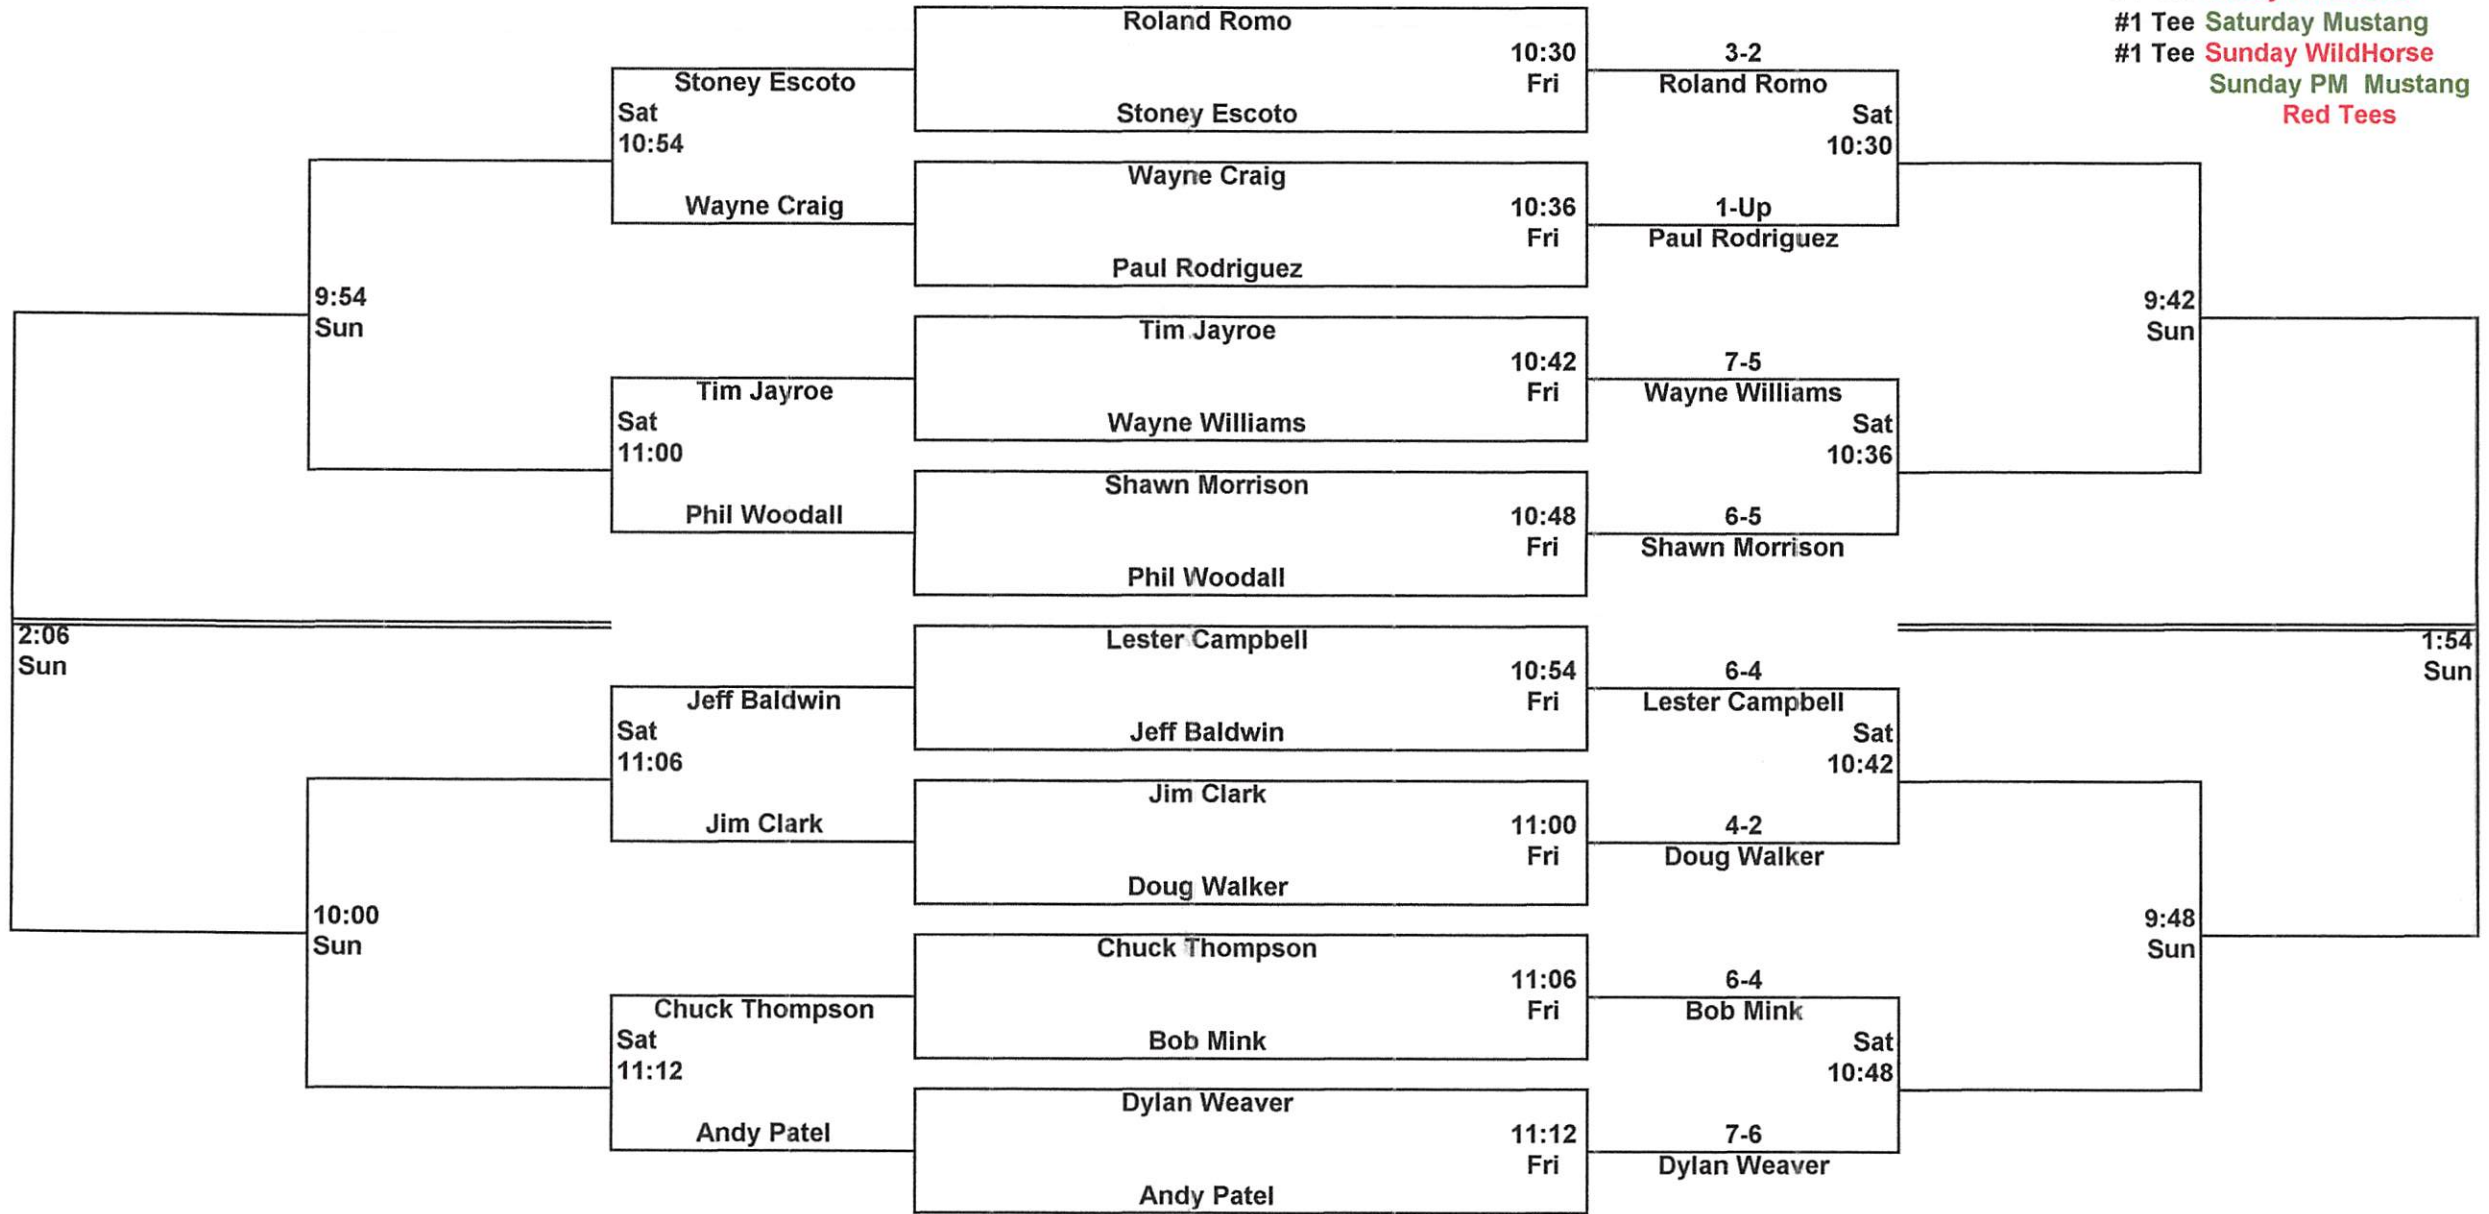 #1 Tee Saturday Mustang
#1 Tee Sunday WildHorse
Sunday PM Mustang
Red Tees
Roland Romo
10:30
Fri
Stoney Escoto
Wayne Craig
10:36
Fri
Paul Rodriguez
Tim Jayroe
10:42
Fri
Wayne Williams
Shawn Morrison
10:48
Fri
Phil Woodall
Lester Campbell
10:54
Fri
Jeff Baldwin
Jim Clark
11:00
Fri
Doug Walker
Chuck Thompson
11:06
Fri
Bob Mink
Dylan Weaver
11:12
Fri
Andy Patel
Stoney Escoto
Sat
10:54
Wayne Craig
Tim Jayroe
Sat
11:00
Phil Woodall
Jeff Baldwin
Sat
11:06
Jim Clark
Chuck Thompson
Sat
11:12
Andy Patel
9:54
Sun
10:00
Sun
2:06
Sun
3-2
Roland Romo
Sat
10:30
1-Up
Paul Rodriguez
7-5
Wayne Williams
Sat
10:36
6-5
Shawn Morrison
6-4
Lester Campbell
Sat
10:42
4-2
Doug Walker
6-4
Bob Mink
Sat
10:48
7-6
Dylan Weaver
9:42
Sun
9:48
Sun
1:54
Sun